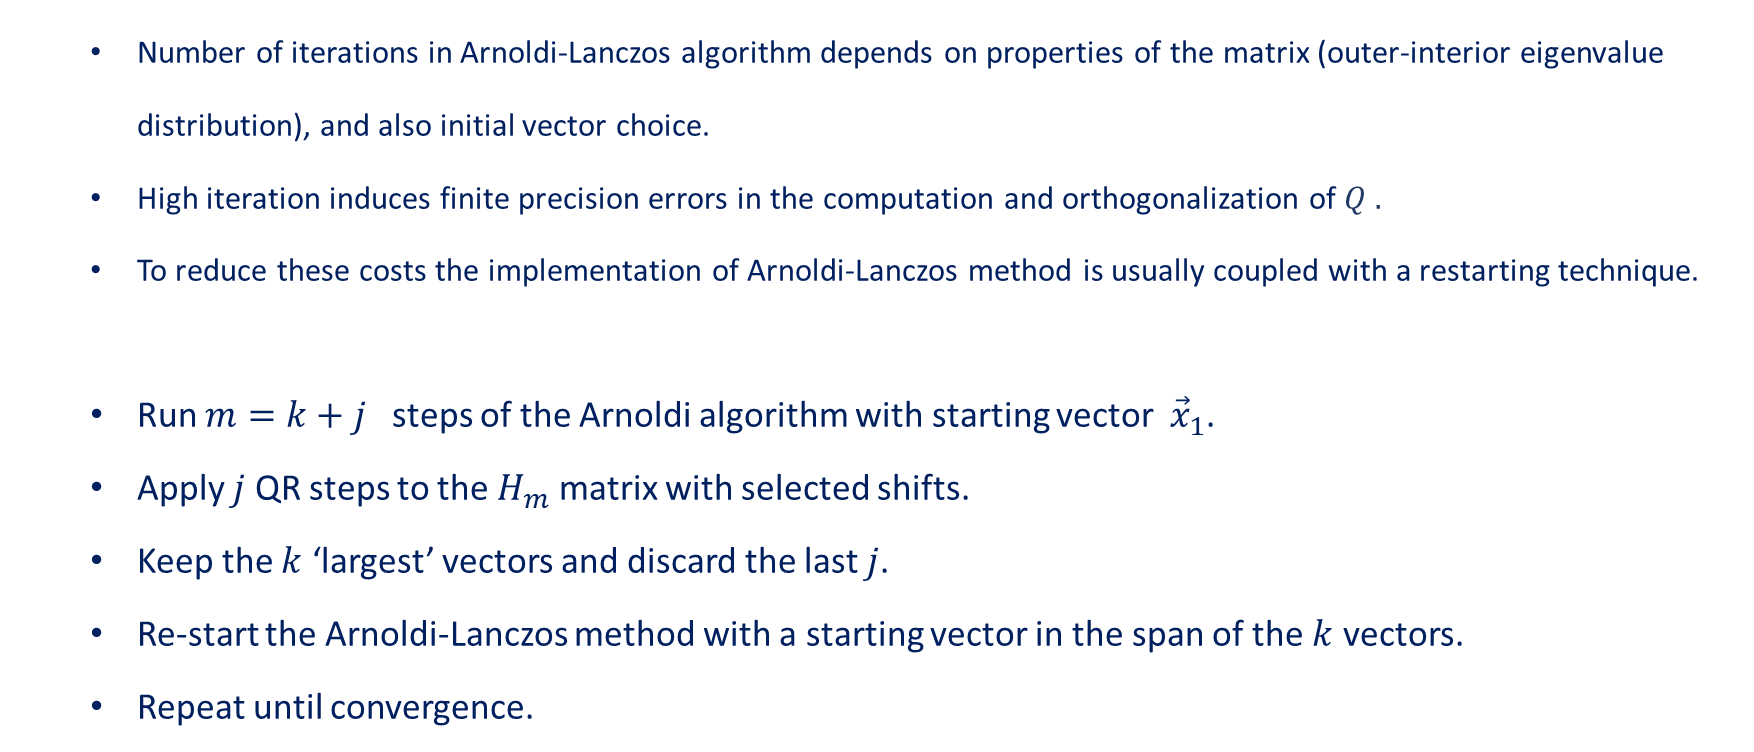 • Number of iterations in Arnoldi-Lanczos algorithm depends on properties of the matrix (outer-interior eigenvalue
distribution), and also initial vector choice.
• High iteration induces finite precision errors in the computation and orthogonalization of Q .
• To reduce these costs the implementation of Arnoldi-Lanczos method is usually coupled with a restarting technique.
• Run m = k + j steps of the Arnoldi algorithm with starting vector x⃗₁.
• Apply j QR steps to the Hₘ matrix with selected shifts.
• Keep the k ‘largest’ vectors and discard the last j.
• Re-start the Arnoldi-Lanczos method with a starting vector in the span of the k vectors.
• Repeat until convergence.